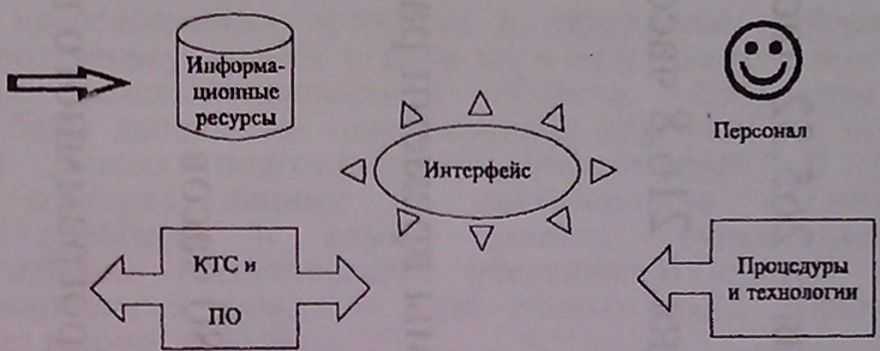 Информа-
ционные
ресурсы
Персонал
Интерфейс
КТС и
ПО
Процедуры
и технологии